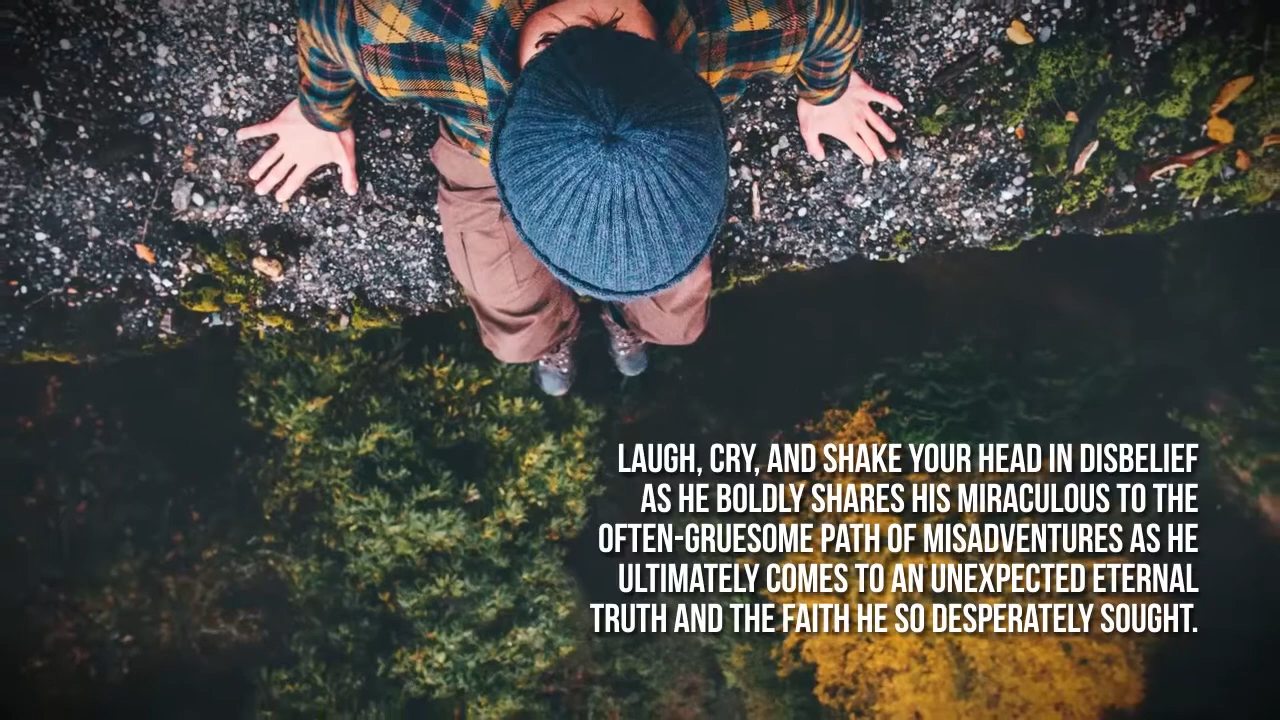 LAUGH, CRY, AND SHAKE YOUR HEAD IN DISBELIEF
AS HE BOLDLY SHARES HIS MIRACULOUS TO THE
OFTEN-GRUESOME PATH OF MISADVENTURES AS HE
ULTIMATELY COMES TO AN UNEXPECTED ETERNAL
TRUTH AND THE FAITH HE SO DESPERATELY SOUGHT.